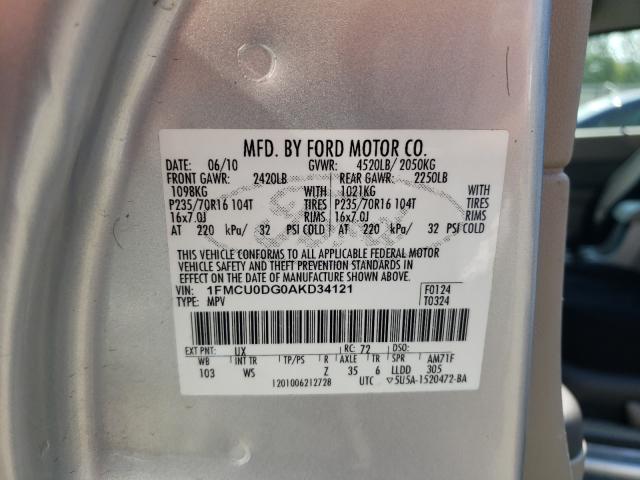 MFD. BY FORD MOTOR CO.
DATE: 06/10 GVWR: 4520LB/ 2050KG
FRONT GAWR: 2420LB REAR GAWR: 2250LB
1098KG WITH 1021KG WITH
P235/70R16 104T TIRES P235/70R16 104T TIRES
16x7.0J RIMS 16x7.0J RIMS
AT 220 kPa/ 32 PSI COLD AT 220 kPa/ 32 PSI COLD
THIS VEHICLE CONFORMS TO ALL APPLICABLE FEDERAL MOTOR
VEHICLE SAFETY AND THEFT PREVENTION STANDARDS IN
EFFECT ON THE DATE OF MANUFACTURE SHOWN ABOVE.
VIN: 1FMCU0DG0AKD34121 F0124
TYPE: MPV T0324
EXT PNT: UX RC: 72 DSO:
WB INT TR TP/PS R AXLE TR SPR AM71F
103 WS Z 35 6 LLDD 305
1201006212728 UTC ▽5U5A-1520472-BA